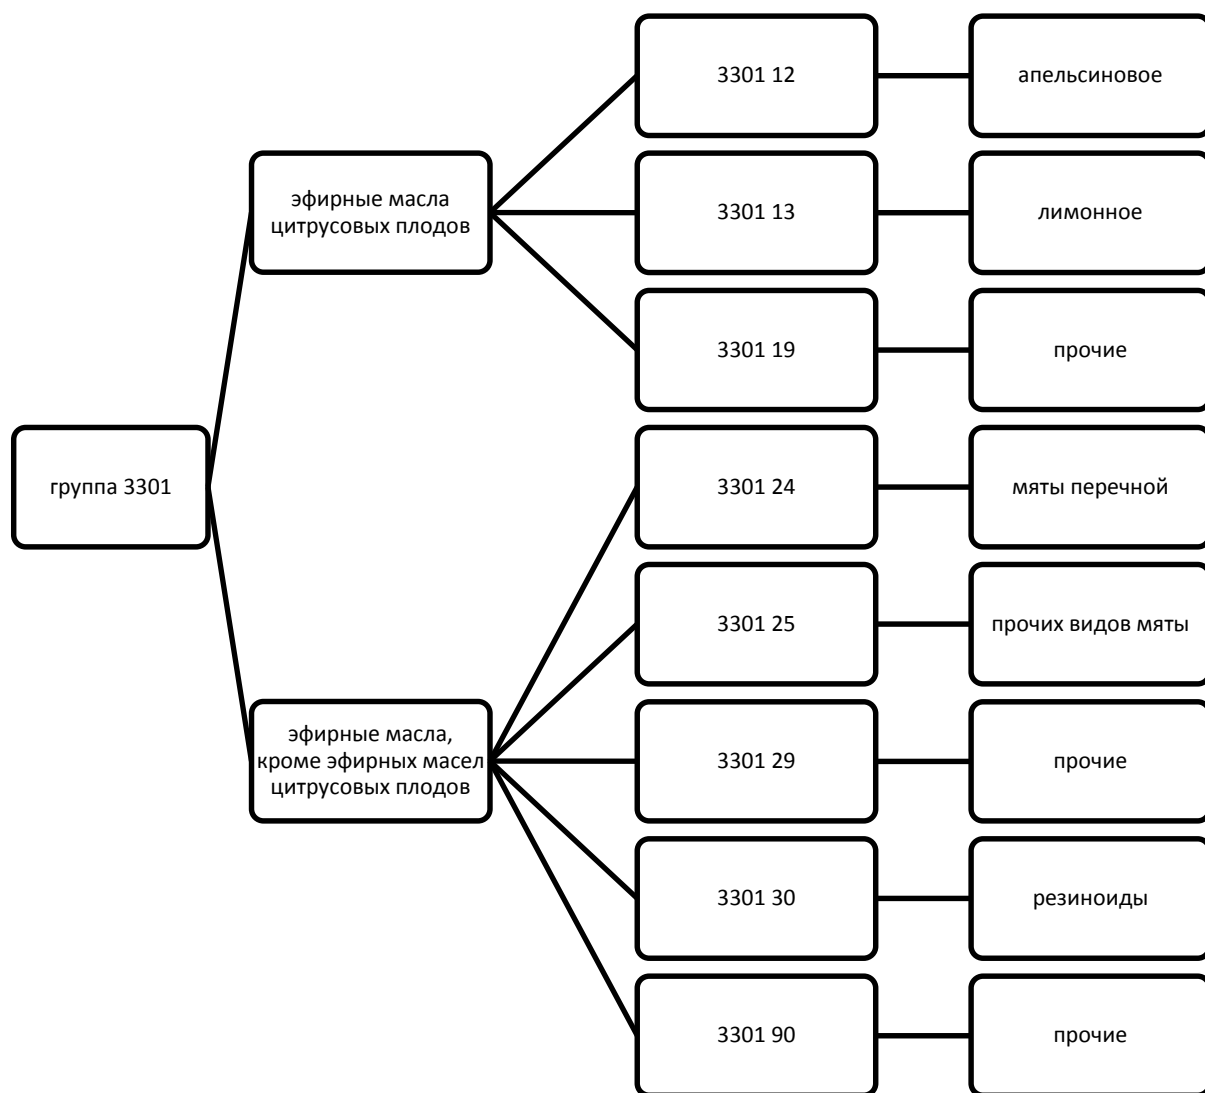 группа 3301
эфирные масла
цитрусовых плодов
3301 12
апельсиновое
3301 13
лимонное
3301 19
прочие
эфирные масла,
кроме эфирных масел
цитрусовых плодов
3301 24
мяты перечной
3301 25
прочих видов мяты
3301 29
прочие
3301 30
резиноиды
3301 90
прочие